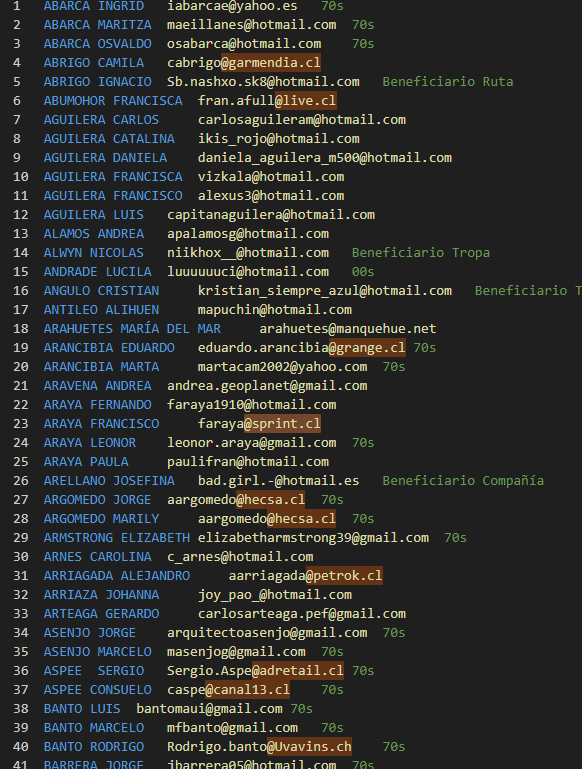 1 ABARCA INGRID iabarcae@yahoo.es 70s
2 ABARCA MARITZA maeillanes@hotmail.com 70s
3 ABARCA OSVALDO osabarca@hotmail.com 70s
4 ABRIGO CAMILA cabrigo@garmendia.cl
5 ABRIGO IGNACIO Sb.nashxo.sk8@hotmail.com Beneficiario Ruta
6 ABUMOHOR FRANCISCA fran.afull@live.cl
7 AGUILERA CARLOS carlosaguileram@hotmail.com
8 AGUILERA CATALINA ikis_rojo@hotmail.com
9 AGUILERA DANIELA daniela_aguilera_m500@hotmail.com
10 AGUILERA FRANCISCA vizkala@hotmail.com
11 AGUILERA FRANCISCO alexus3@hotmail.com
12 AGUILERA LUIS capitanaguilera@hotmail.com
13 ALAMOS ANDREA apalamosg@hotmail.com
14 ALWYN NICOLAS niikhox__@hotmail.com Beneficiario Tropa
15 ANDRADE LUCILA luuuuuuci@hotmail.com 00s
16 ANGULO CRISTIAN kristian_siempre_azul@hotmail.com Beneficiario T
17 ANTILEO ALIHUEN mapuchin@hotmail.com
18 ARAHUETES MARÍA DEL MAR arahuetes@manquehue.net
19 ARANCIBIA EDUARDO eduardo.arancibia@grange.cl 70s
20 ARANCIBIA MARTA martacam2002@yahoo.com 70s
21 ARAVENA ANDREA andrea.geoplanet@gmail.com
22 ARAYA FERNANDO faraya1910@hotmail.com
23 ARAYA FRANCISCO faraya@sprint.cl
24 ARAYA LEONOR leonor.araya@gmail.com 70s
25 ARAYA PAULA paulifran@hotmail.com
26 ARELLANO JOSEFINA bad.girl.-@hotmail.es Beneficiario Compañía
27 ARGOMEDO JORGE aargomedo@hecsa.cl 70s
28 ARGOMEDO MARILY aargomedo@hecsa.cl 70s
29 ARMSTRONG ELIZABETH elizabetharmstrong39@gmail.com 70s
30 ARNES CAROLINA c_arnes@hotmail.com
31 ARRIAGADA ALEJANDRO aarriagada@petrok.cl
32 ARRIAZA JOHANNA joy_pao_@hotmail.com
33 ARTEAGA GERARDO carlosarteaga.pef@gmail.com
34 ASENJO JORGE arquitectoasenjo@gmail.com 70s
35 ASENJO MARCELO masenjog@gmail.com 70s
36 ASPEE SERGIO Sergio.Aspe@adretail.cl 70s
37 ASPEE CONSUELO caspe@canal13.cl 70s
38 BANTO LUIS bantomaui@gmail.com 70s
39 BANTO MARCELO mfbanto@gmail.com 70s
40 BANTO RODRIGO Rodrigo.banto@Uvavins.ch 70s
41 BARRERA JORGE jbarrera05@hotmail.com 70s